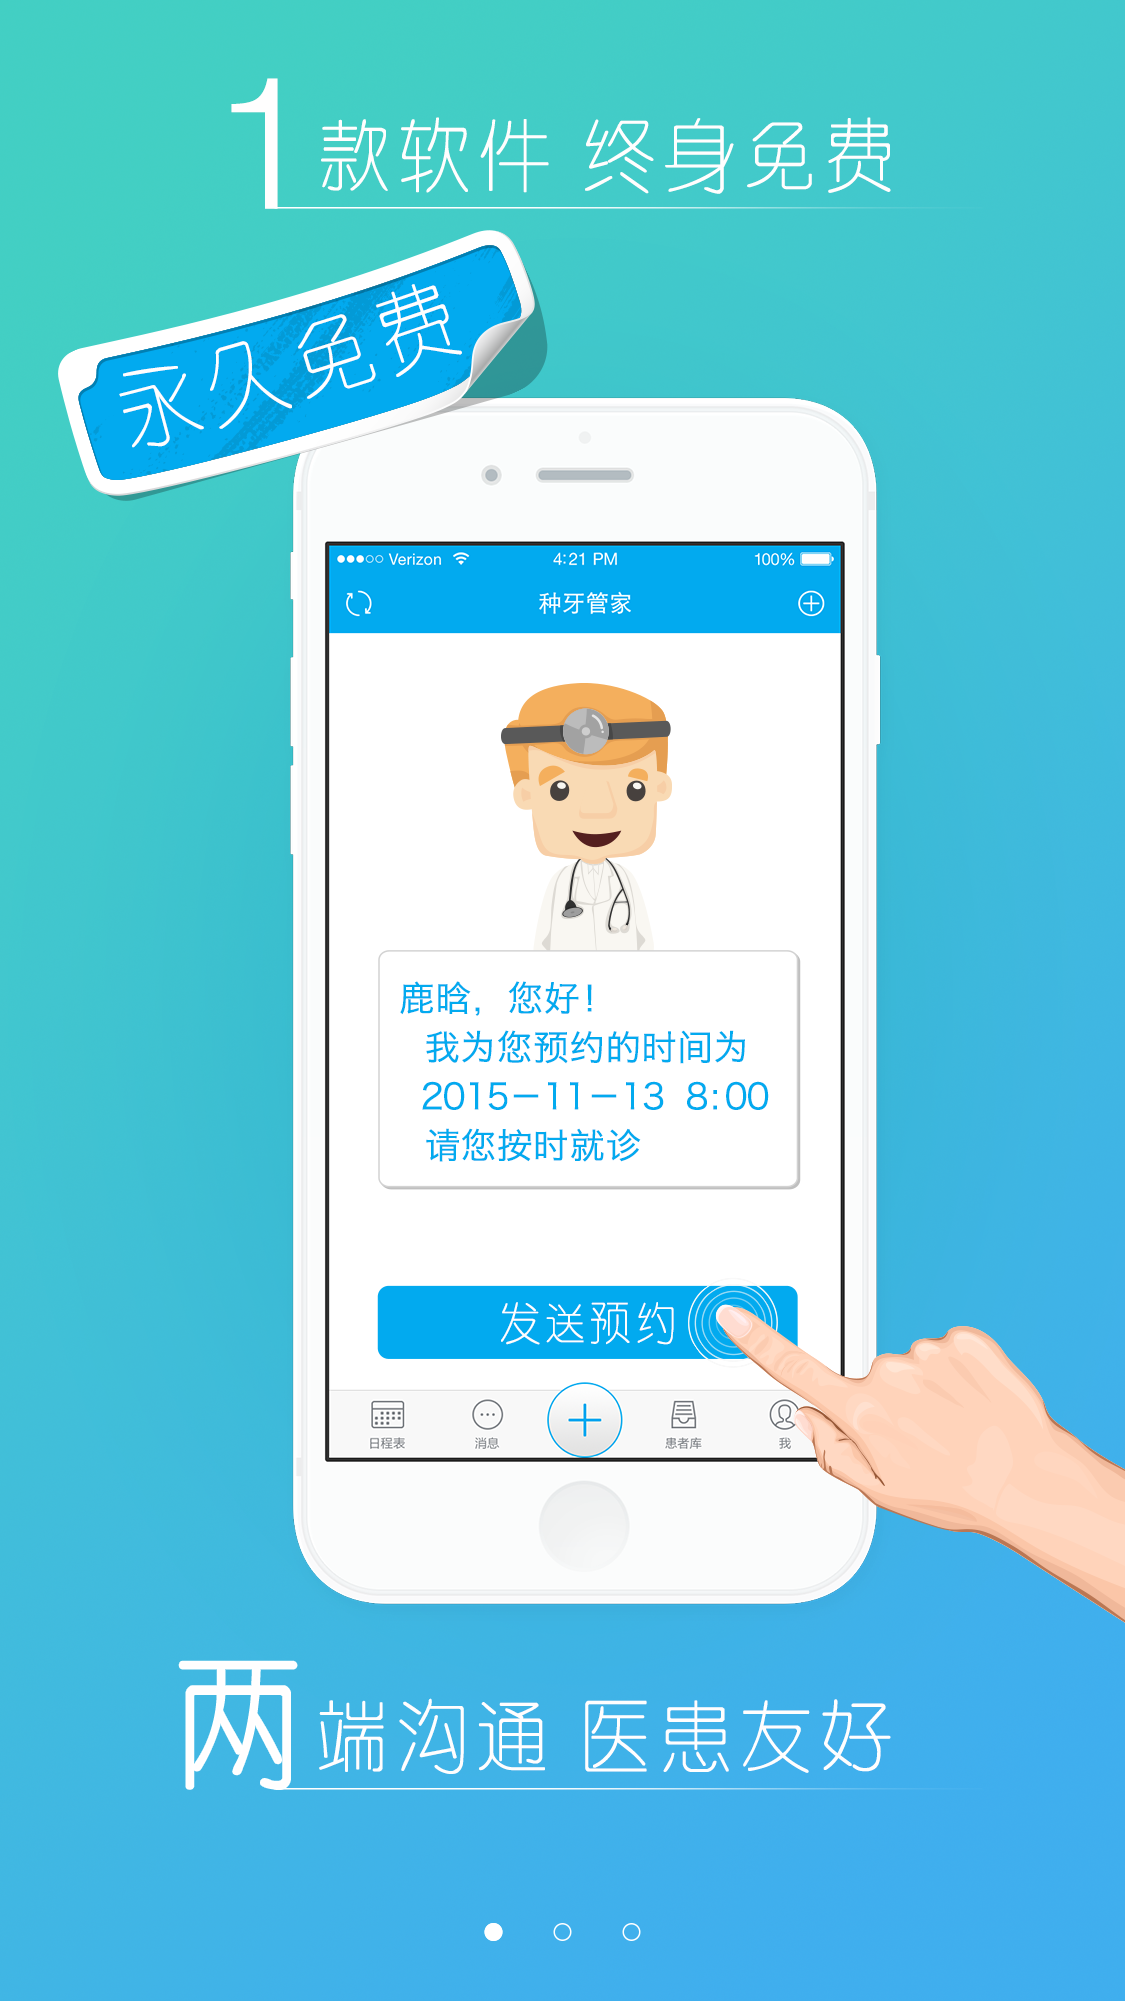 1款软件 终身免费
永久免费
Verizon 4:21 PM 100%
种牙管家
鹿晗，您好！
我为您预约的时间为
2015-11-13 8:00
请您按时就诊
发送预约
日程表 消息 患者库 我
两端沟通 医患友好